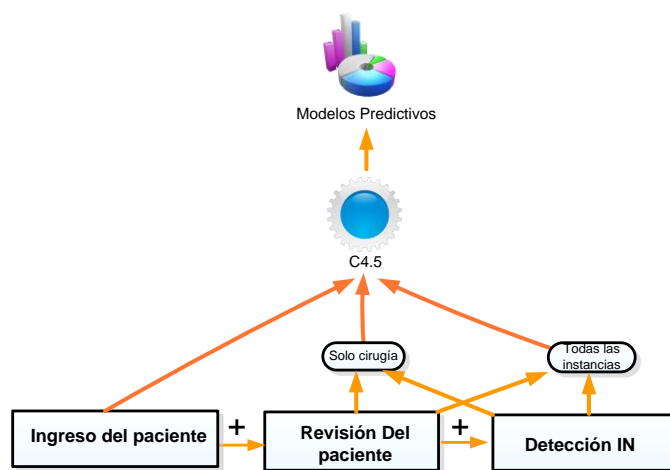 Modelos Predictivos
C4.5
Solo cirugía
Todas las
instancias
Ingreso del paciente
+
Revisión Del
paciente
+
Detección IN